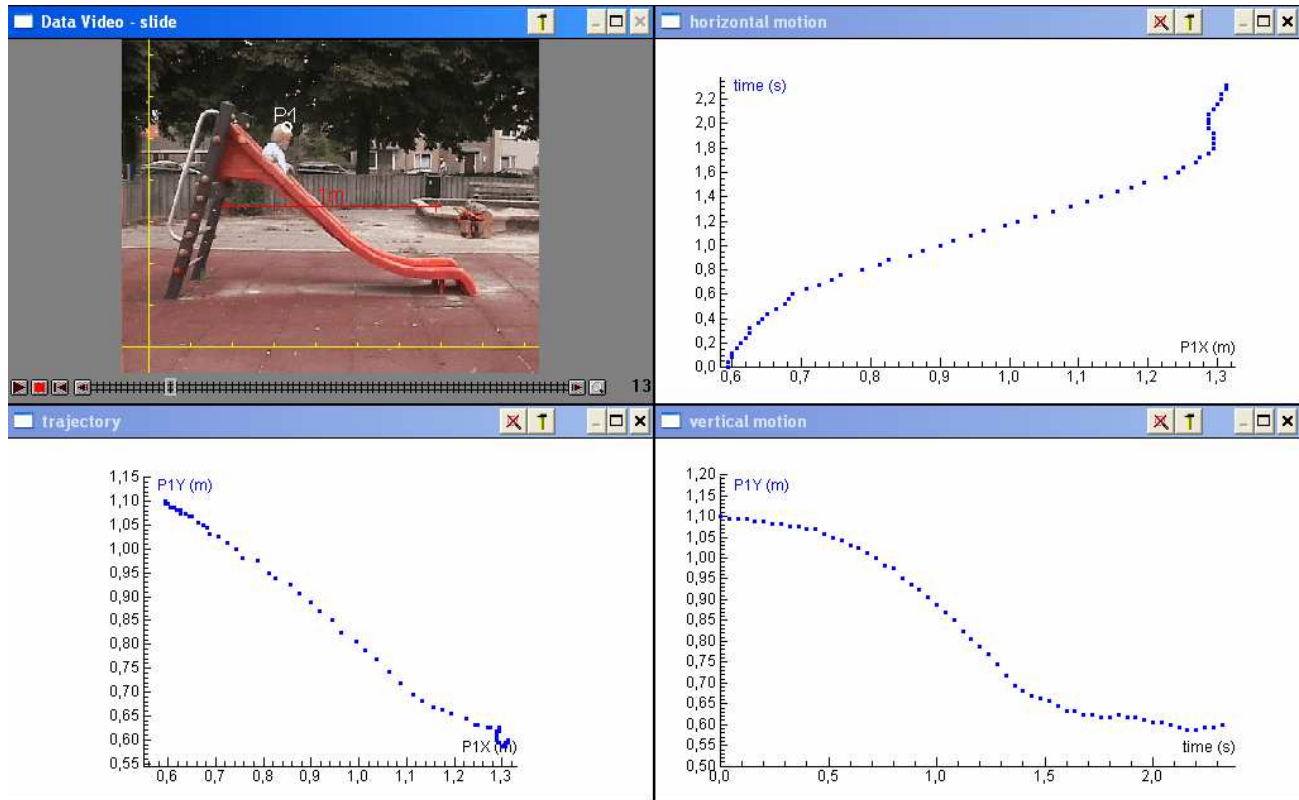 Data Video - slide
P1
1m
13
horizontal motion
time (s)
2,2
2,0
1,8
1,6
1,4
1,2
1,0
0,8
0,6
0,4
0,2
0,0
P1X (m)
0,6 0,7 0,8 0,9 1,0 1,1 1,2 1,3
trajectory
1,15
P1Y (m)
1,10
1,05
1,00
0,95
0,90
0,85
0,80
0,75
0,70
0,65
0,60
0,55
P1X (m)
0,6 0,7 0,8 0,9 1,0 1,1 1,2 1,3
vertical motion
1,20
P1Y (m)
1,15
1,10
1,05
1,00
0,95
0,90
0,85
0,80
0,75
0,70
0,65
0,60
0,55
0,50
time (s)
0,0 0,5 1,0 1,5 2,0